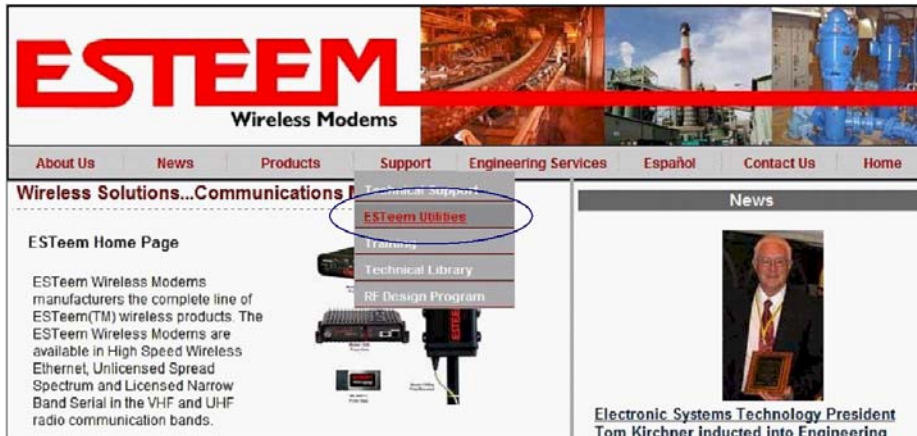 ESTEEM
Wireless Modems
About Us News Products Support Engineering Services Español Contact Us Home
Wireless Solutions...Communications
Technical Support
ESTeem Utilities
Training
Technical Library
RF Design Program
ESTeem Home Page
ESTeem Wireless Modems
manufacturers the complete line of
ESTeem(TM) wireless products. The
ESTeem Wireless Modems are
available in High Speed Wireless
Ethernet, Unlicensed Spread
Spectrum and Licensed Narrow
Band Serial in the VHF and UHF
radio communication bands.
ESTEEM
News
Electronic Systems Technology President
Tom Kirchner inducted into Engineering